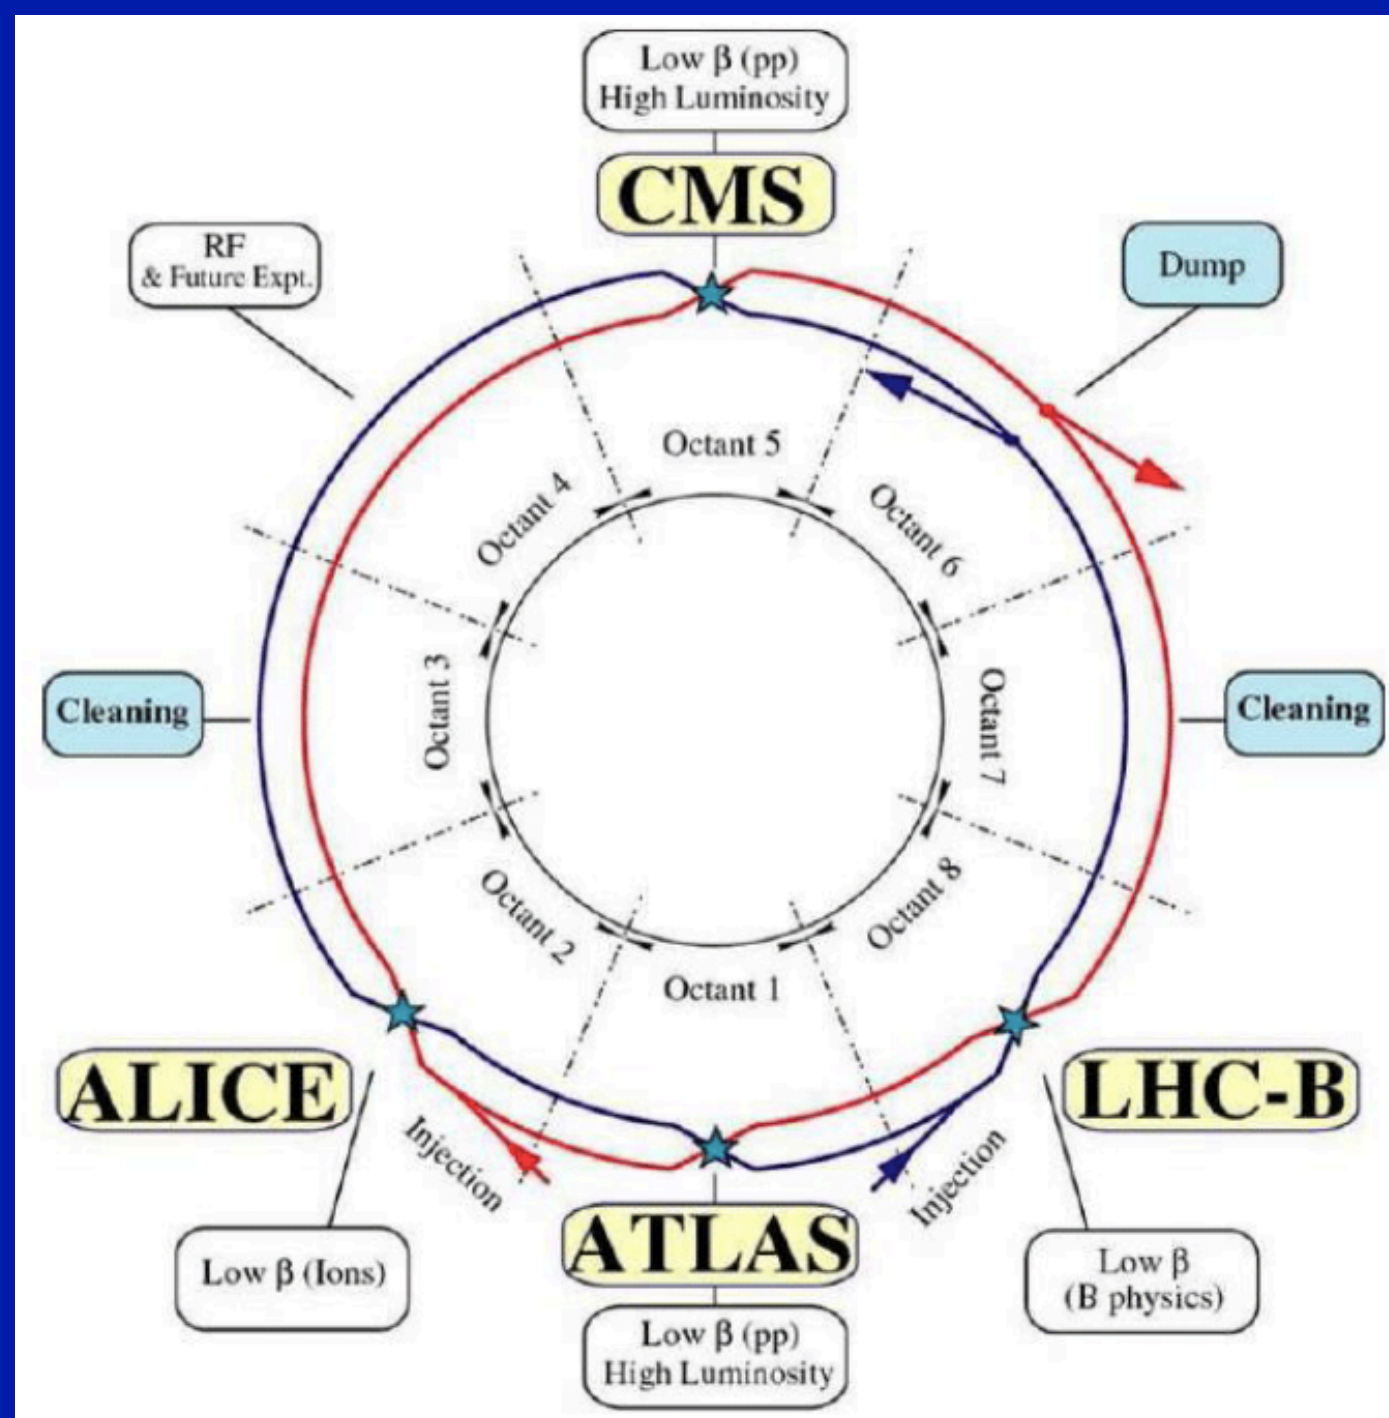 Low β (pp)
High Luminosity
CMS
RF
& Future Expt.
Dump
Octant 5
Octant 4
Octant 6
Octant 3
Octant 7
Cleaning
Cleaning
Octant 2
Octant 8
Octant 1
ALICE
LHC-B
Injection
Injection
ATLAS
Low β (Ions)
Low β
(B physics)
Low β (pp)
High Luminosity